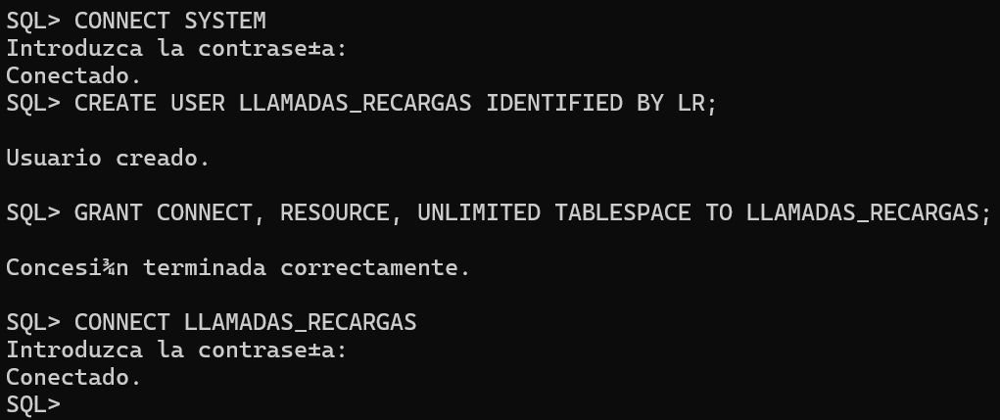 SQL> CONNECT SYSTEM
Introduzca la contrase±a:
Conectado.
SQL> CREATE USER LLAMADAS_RECARGAS IDENTIFIED BY LR;
Usuario creado.
SQL> GRANT CONNECT, RESOURCE, UNLIMITED TABLESPACE TO LLAMADAS_RECARGAS;
Concesi¾n terminada correctamente.
SQL> CONNECT LLAMADAS_RECARGAS
Introduzca la contrase±a:
Conectado.
SQL>